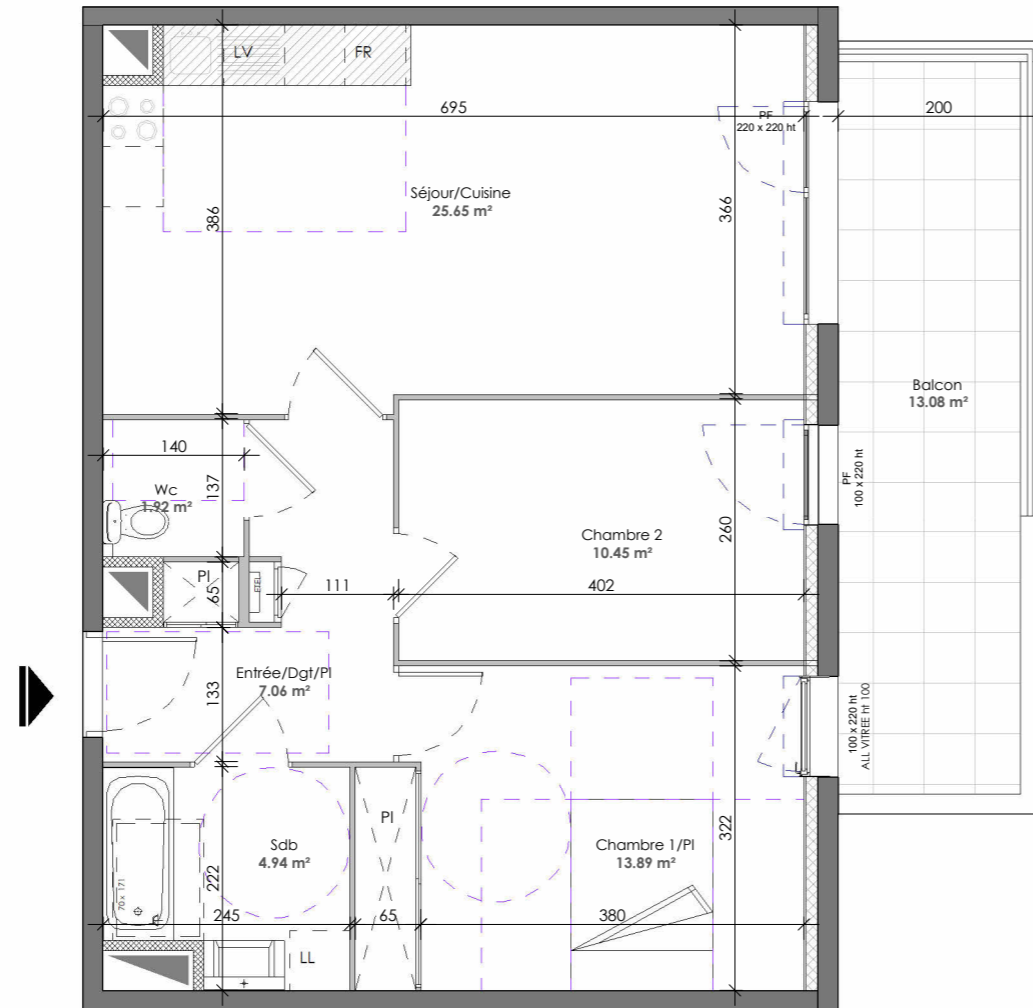 LV
FR
695
PF
220 x 220 ht
200
Séjour/Cuisine
25.65 m²
386
366
Balcon
13.08 m²
140
Wc
1.92 m²
137
PF
100 x 220 ht
Chambre 2
10.45 m²
260
PI
65
ETEL
111
402
Entrée/Dgt/PI
7.06 m²
133
100 x 220 ht
ALL VITREE ht 100
PI
Sdb
4.94 m²
Chambre 1/PI
13.89 m²
322
222
70 x 171
245
65
380
LL